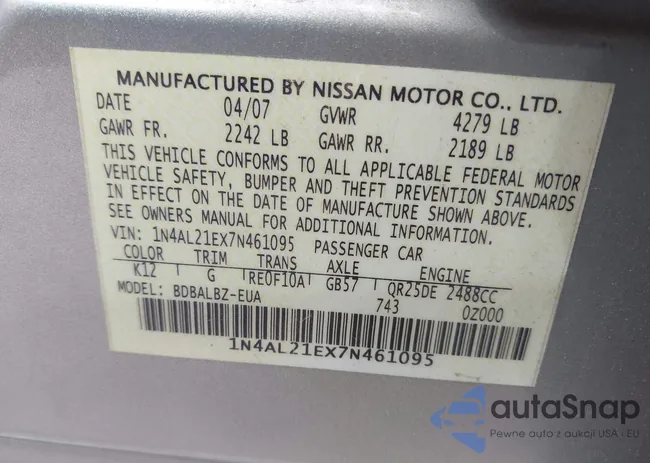 MANUFACTURED BY NISSAN MOTOR CO., LTD.
DATE 04/07 GVWR 4279 LB
GAWR FR. 2242 LB GAWR RR. 2189 LB
THIS VEHICLE CONFORMS TO ALL APPLICABLE FEDERAL MOTOR
VEHICLE SAFETY, BUMPER AND THEFT PREVENTION STANDARDS
IN EFFECT ON THE DATE OF MANUFACTURE SHOWN ABOVE.
SEE OWNERS MANUAL FOR ADDITIONAL INFORMATION.
VIN: 1N4AL21EX7N461095 PASSENGER CAR
COLOR TRIM TRANS AXLE ENGINE
K12 G RE0F10A GB57 QR25DE 2488CC
MODEL: BDBALBZ-EUA 743 0Z000
1N4AL21EX7N461095
autoSnap
Pewne auto z aukcji USA i EU